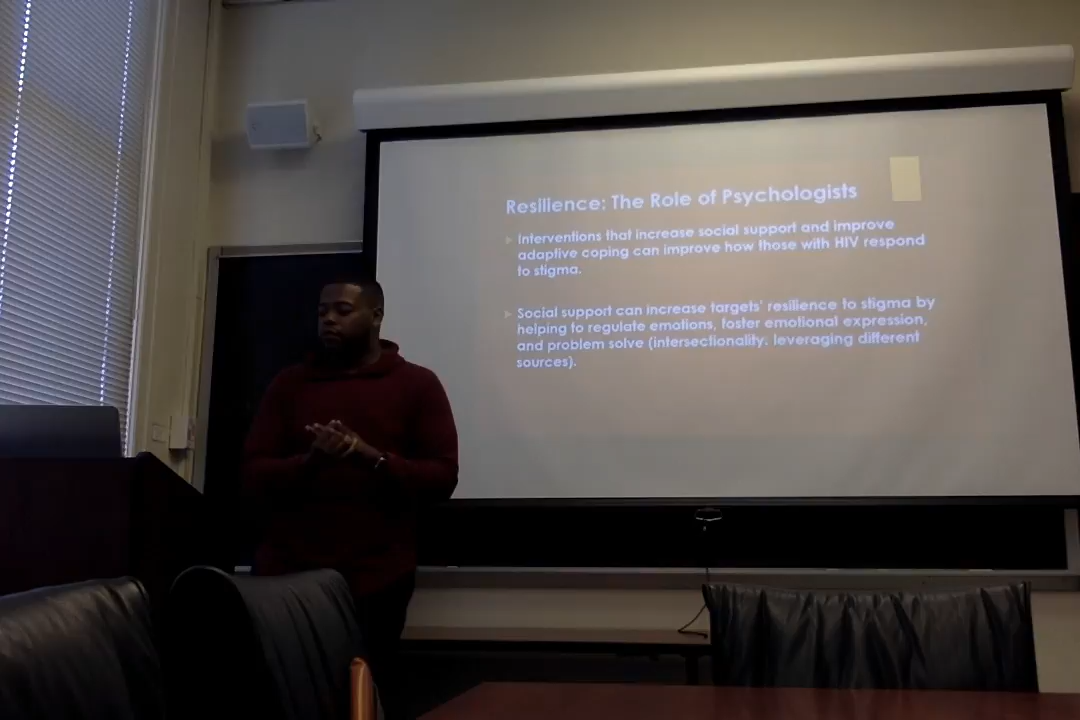 Resilience: The Role of Psychologists
Interventions that increase social support and improve
adaptive coping can improve how those with HIV respond
to stigma.
Social support can increase targets' resilience to stigma by
helping to regulate emotions, foster emotional expression,
and problem solve (intersectionality: leveraging different
sources).